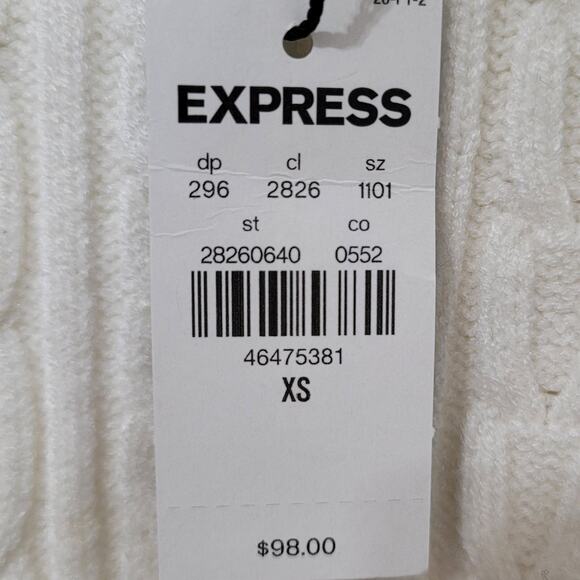 EXPRESS
dp cl sz
296 2826 1101
st co
28260640 0552
46475381
XS
$98.00